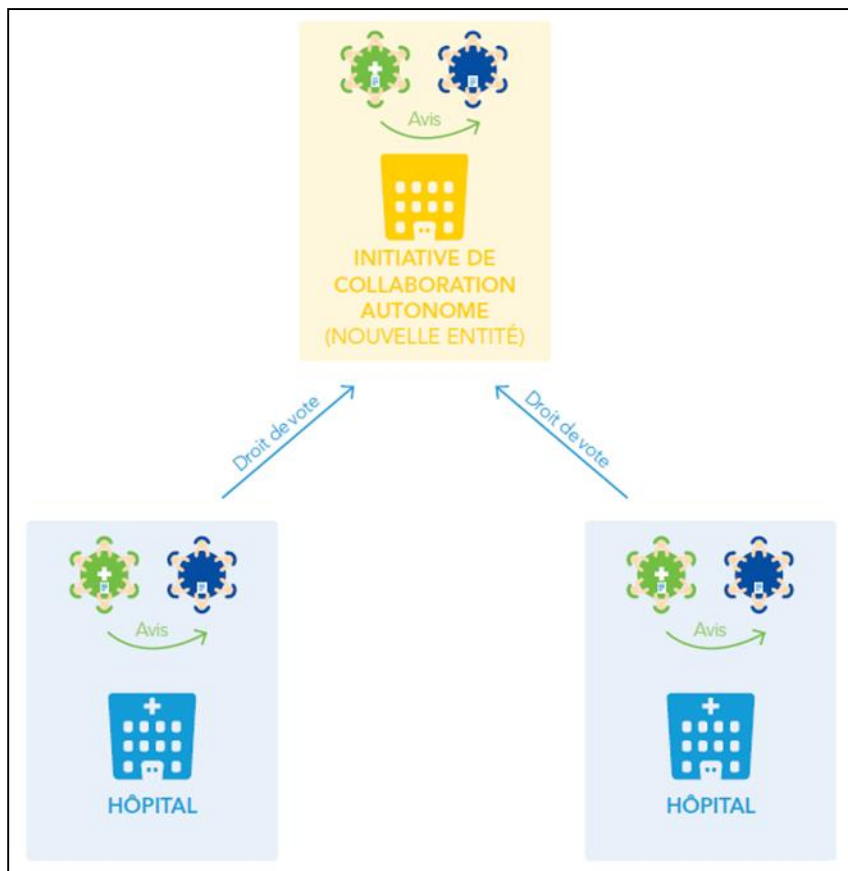 Avis
INITIATIVE DE
COLLABORATION
AUTONOME
(NOUVELLE ENTITÉ)
Droit de vote
Droit de vote
Avis
HÔPITAL
Avis
HÔPITAL